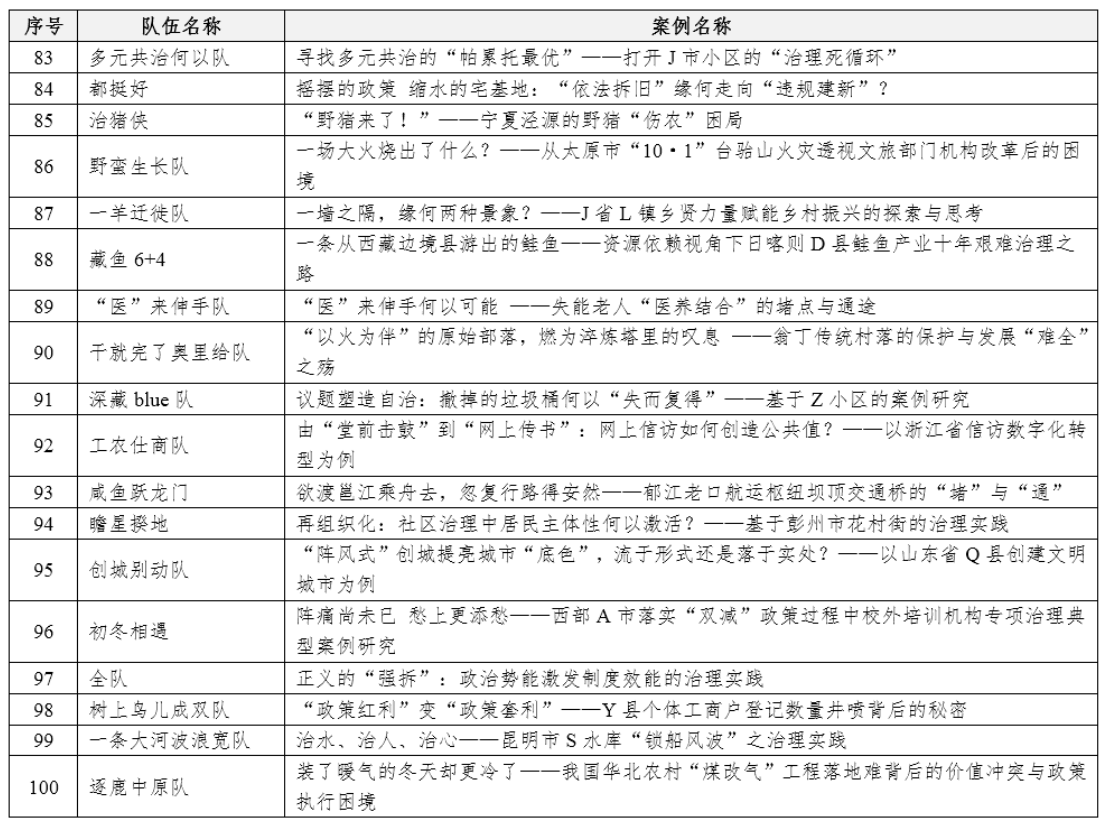 序号 队伍名称 案例名称
83 多元共治何以队 寻找多元共治的“帕累托最优”——打开 J 市小区的“治理死循环”
84 都挺好 摇摆的政策 缩水的宅基地：“依法拆旧”缘何走向“违规建新”？
85 治猪侠 “野猪来了！”——宁夏泾源的野猪“伤农”困局
86 野蛮生长队 一场大火烧出了什么？——从太原市“10·1”台骀山火灾透视文旅部门机构改革后的困
境
87 一羊迁徙队 一墙之隔，缘何两种景象？——J 省 L 镇乡贤力量赋能乡村振兴的探索与思考
88 藏鱼 6+4 一条从西藏边境县游出的鲑鱼——资源依赖视角下日喀则 D 县鲑鱼产业十年艰难治理之
路
89 “医”来伸手队 “医”来伸手何以可能 ——失能老人“医养结合”的堵点与通途
90 干就完了奥里给队 “以火为伴”的原始部落，燃为淬炼塔里的叹息 ——翁丁传统村落的保护与发展“难全”
之殇
91 深藏 blue 队 议题塑造自治：撤掉的垃圾桶何以“失而复得”——基于 Z 小区的案例研究
92 工农仕商队 由“堂前击鼓”到“网上传书”：网上信访如何创造公共值？——以浙江省信访数字化转
型为例
93 咸鱼跃龙门 欲渡邕江乘舟去，忽复行路得安然——郁江老口航运枢纽坝顶交通桥的“堵”与“通”
94 瞻星揆地 再组织化：社区治理中居民主体性何以激活？——基于彭州市花村街的治理实践
95 创城别动队 “阵风式”创城提亮城市“底色”，流于形式还是落于实处？——以山东省 Q 县创建文明
城市为例
96 初冬相遇 阵痛尚未已 愁上更添愁——西部 A 市落实“双减”政策过程中校外培训机构专项治理典
型案例研究
97 全队 正义的“强拆”：政治势能激发制度效能的治理实践
98 树上鸟儿成双队 “政策红利”变“政策套利”——Y 县个体工商户登记数量井喷背后的秘密
99 一条大河波浪宽队 治水、治人、治心——昆明市 S 水库“锁船风波”之治理实践
100 逐鹿中原队 装了暖气的冬天却更冷了——我国华北农村“煤改气”工程落地难背后的价值冲突与政策
执行困境